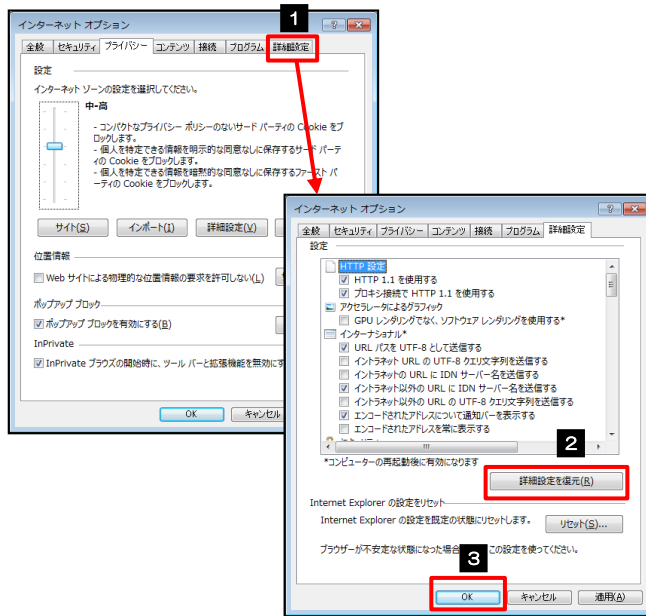 1
インターネット オプション
全般 セキュリティ プライバシー コンテンツ 接続 プログラム 詳細設定
設定
インターネット ゾーンの設定を選択してください。
中-高
- コンパクトなプライバシー ポリシーのないサード パーティの Cookie をブ
ロックします。
- 個人を特定できる情報を明示的な同意なしに保存するサード パーテ
ィの Cookie をブロックします。
- 個人を特定できる情報を暗黙的な同意なしに保存するファースト パ
ーティの Cookie をブロックします。
サイト(S) インポート(I) 詳細設定(V)
位置情報
Web サイトによる物理的な位置情報の要求を許可しない(L)
ポップアップ ブロック
ポップアップ ブロックを有効にする(B)
InPrivate
InPrivate ブラウズの開始時に、ツール バーと拡張機能を無効にす
OK キャンセル
インターネット オプション
全般 セキュリティ プライバシー コンテンツ 接続 プログラム 詳細設定
設定
HTTP 設定
HTTP 1.1 を使用する
プロキシ接続で HTTP 1.1 を使用する
アクセラレータによるグラフィック
GPU レンダリングでなく、ソフトウェア レンダリングを使用する*
インターナショナル*
URL パスを UTF-8 として送信する
イントラネット URL の UTF-8 クエリ文字列を送信する
イントラネットの URL に IDN サーバー名を送信する
イントラネット以外の URL に IDN サーバー名を送信する
イントラネット以外の URL の UTF-8 クエリ文字列を送信する
エンコードされたアドレスについて通知バーを表示する
エンコードされたアドレスを常に表示する
2
*コンピューターの再起動後に有効になります
詳細設定を復元(R)
Internet Explorer の設定をリセット
Internet Explorer の設定を既定の状態にリセットします。
リセット(S)...
ブラウザーが不安定な状態になった場合 この設定を使ってください。
3
OK キャンセル 適用(A)